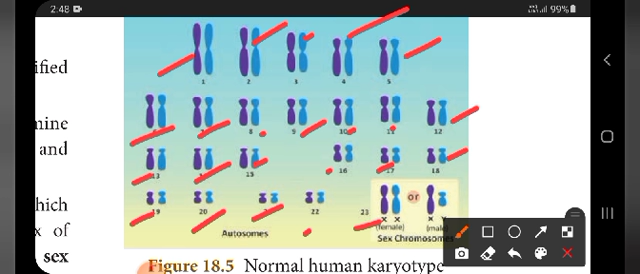 2:48
99%
ified
1 2 3 4 5
mine
and
8 9 10 11 12
13 15 16 17 18
hich
x of
sex
19 20 22 23
or
x x x
(female) (male
Autosomes Sex Chromosomes
Figure 18.5 Normal human karyotype